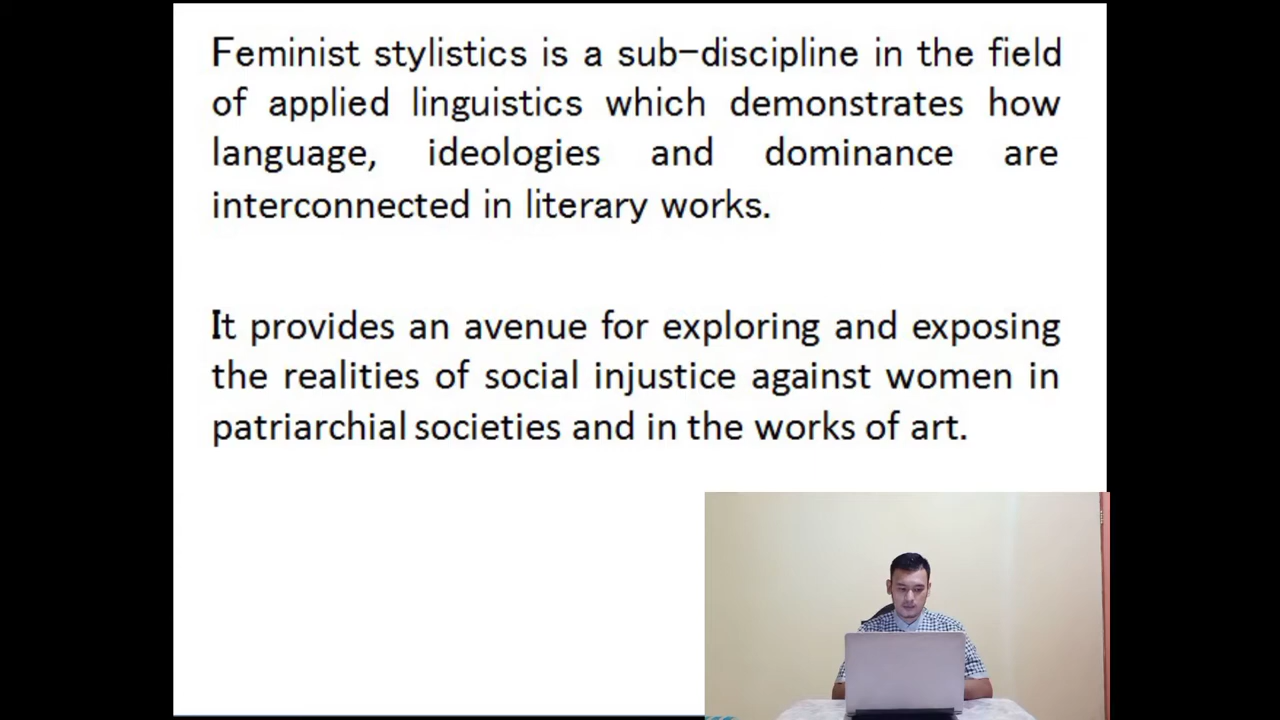 Feminist stylistics is a sub-discipline in the field
of applied linguistics which demonstrates how
language, ideologies and dominance are
interconnected in literary works.
It provides an avenue for exploring and exposing
the realities of social injustice against women in
patriarchial societies and in the works of art.